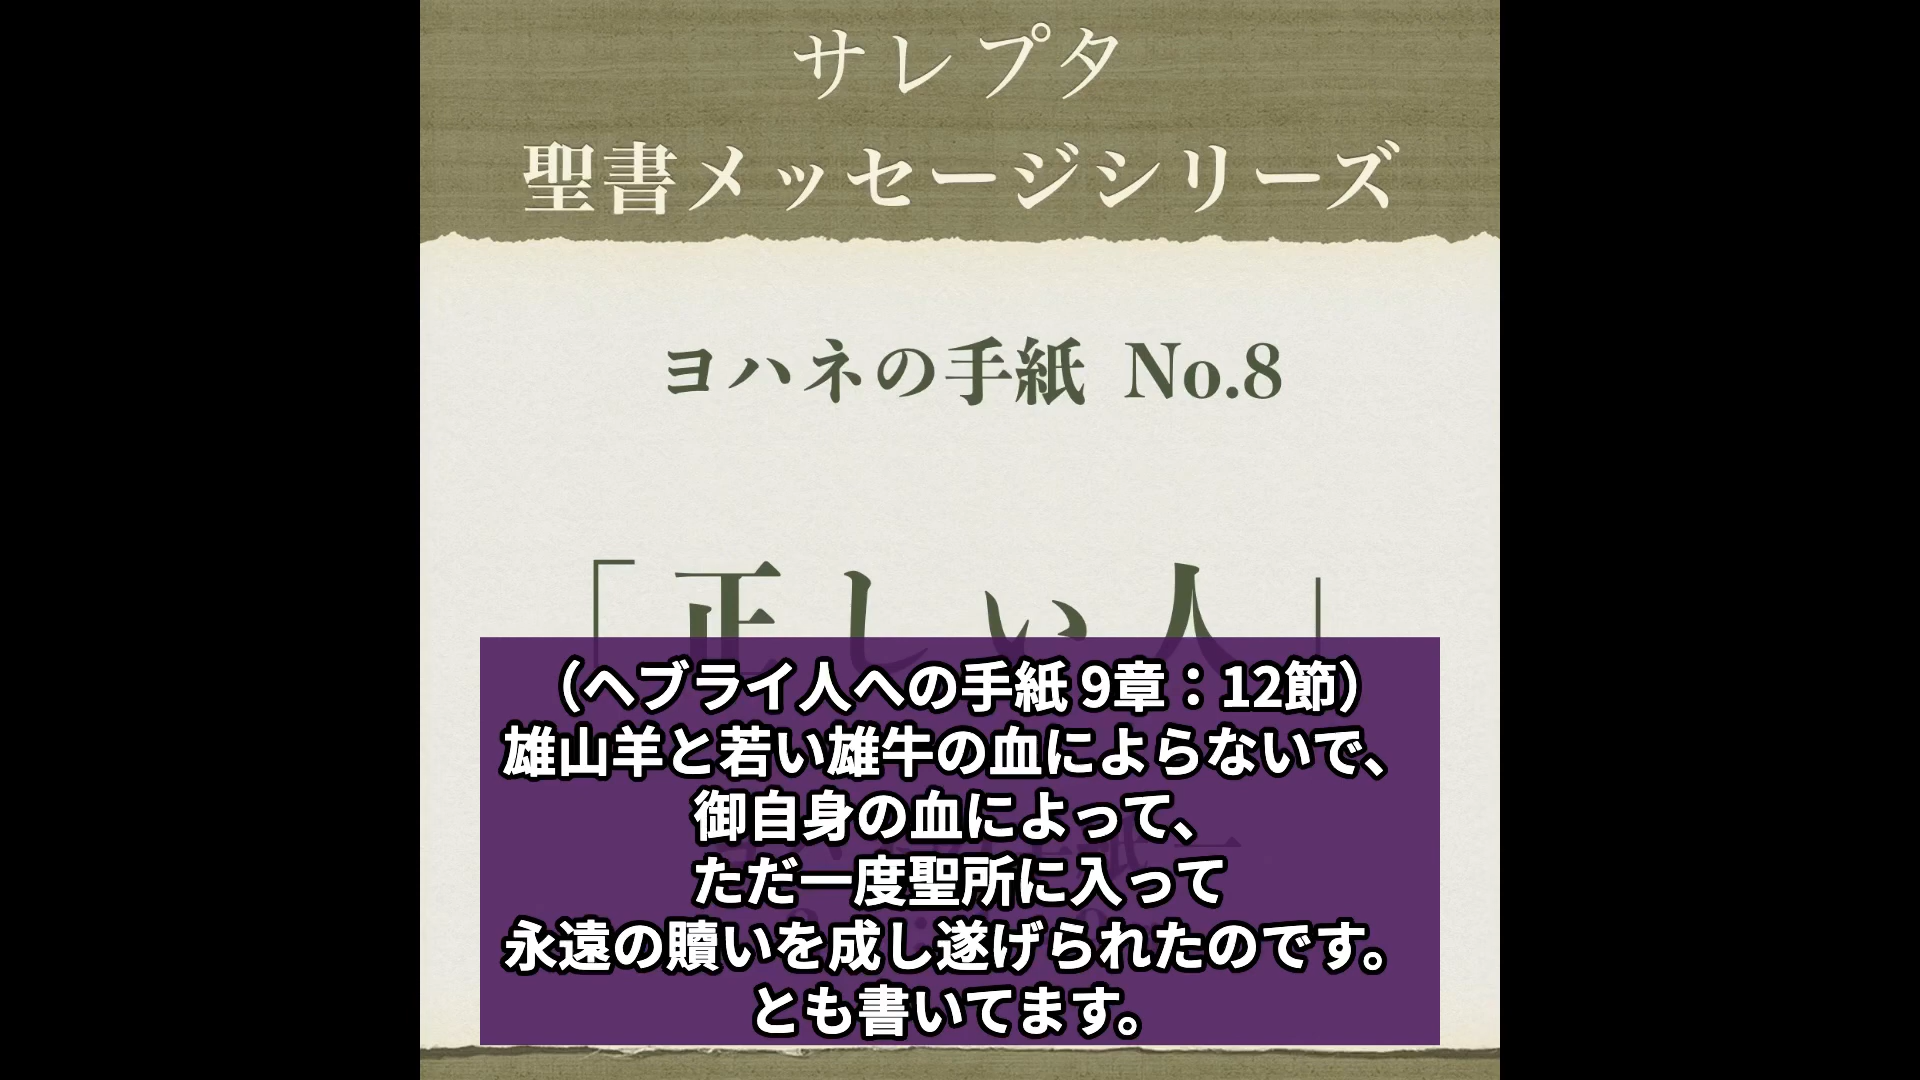 サレプタ
聖書メッセージシリーズ
ヨハネの手紙 No.8
「正しい人」
（ヘブライ人への手紙 9章：12節）
雄山羊と若い雄牛の血によらないで、
御自身の血によって、
ただ一度聖所に入って
永遠の贖いを成し遂げられたのです。
とも書いてます。